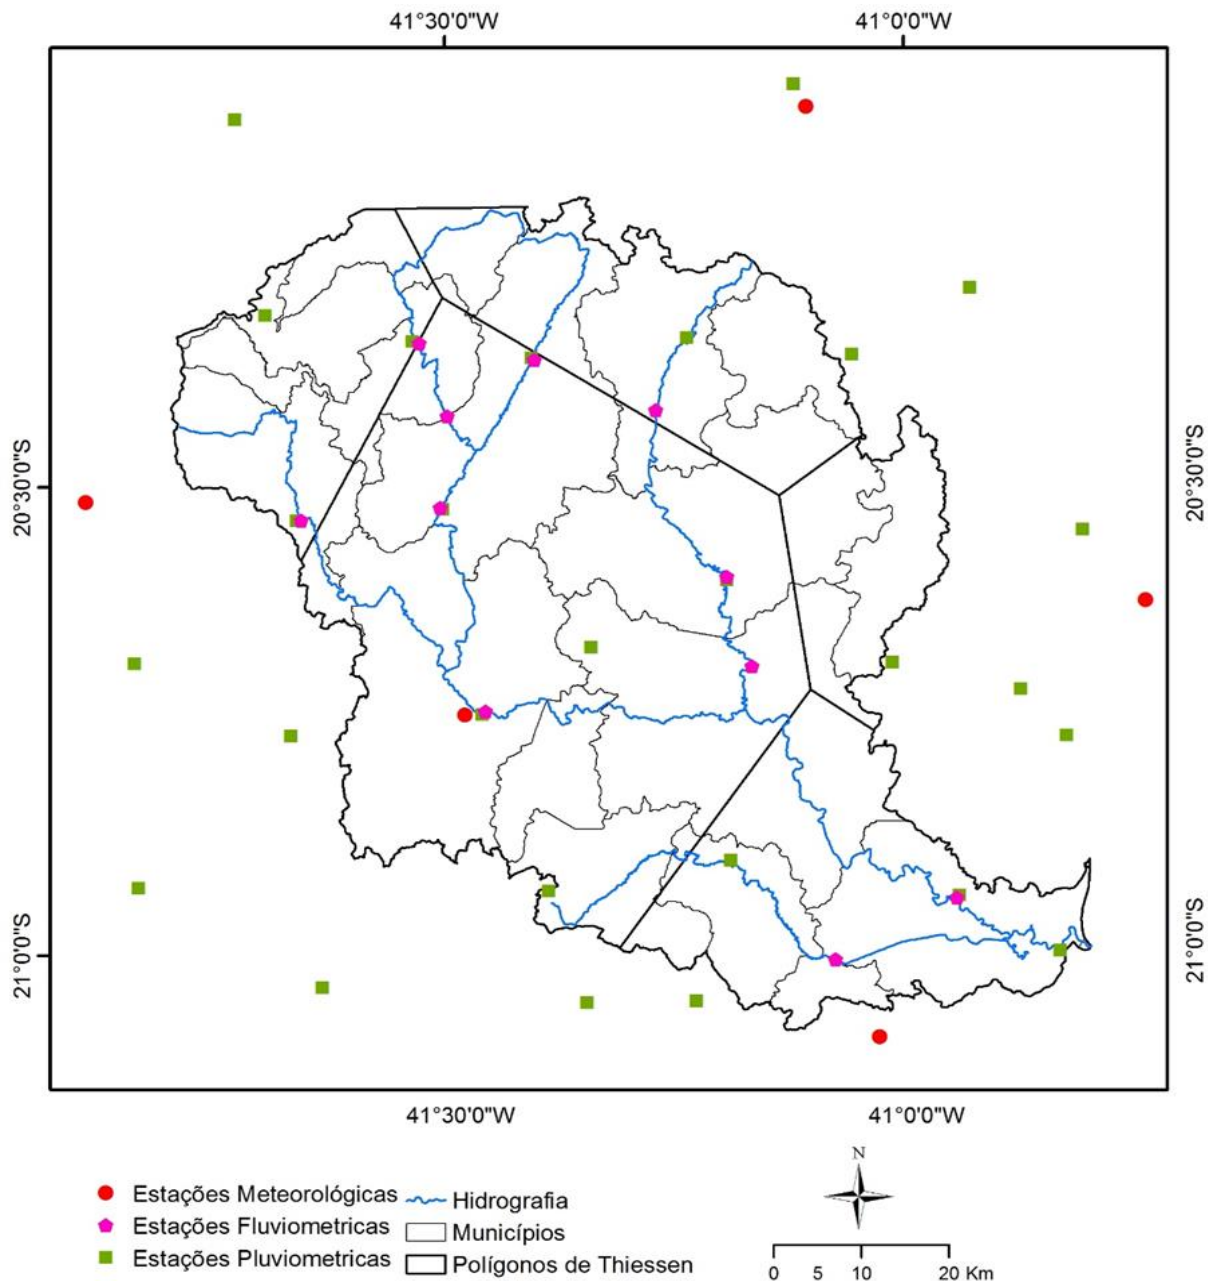 41°30'0"W 41°0'0"W
20°30'0"S 20°30'0"S
21°0'0"S 21°0'0"S
41°30'0"W 41°0'0"W
N
Estações Meteorológicas
Estações Fluviometricas
Estações Pluviometricas
Hidrografia
Municípios
Polígonos de Thiessen
0 5 10 20 Km